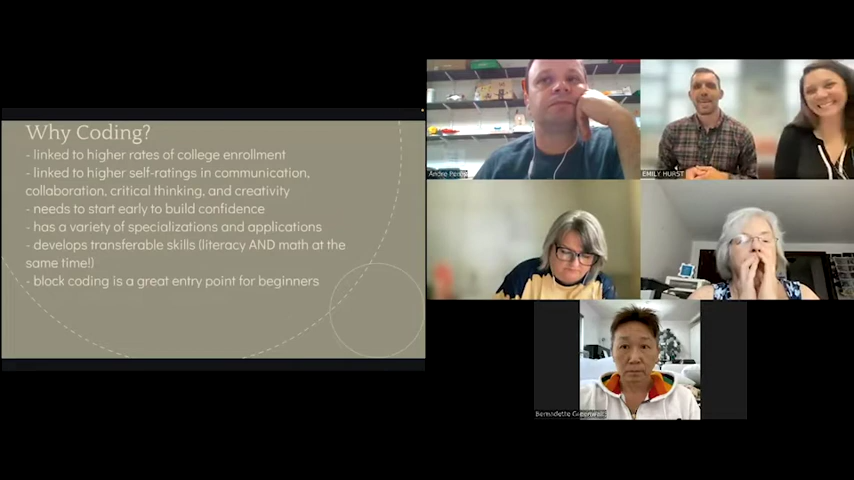 Why Coding?
- linked to higher rates of college enrollment
- linked to higher self-ratings in communication,
collaboration, critical thinking, and creativity
- needs to start early to build confidence
- has a variety of specializations and applications
- develops transferable skills (literacy AND math at the
same time!)
- block coding is a great entry point for beginners
Andre
EMILY HURST
Bernadette